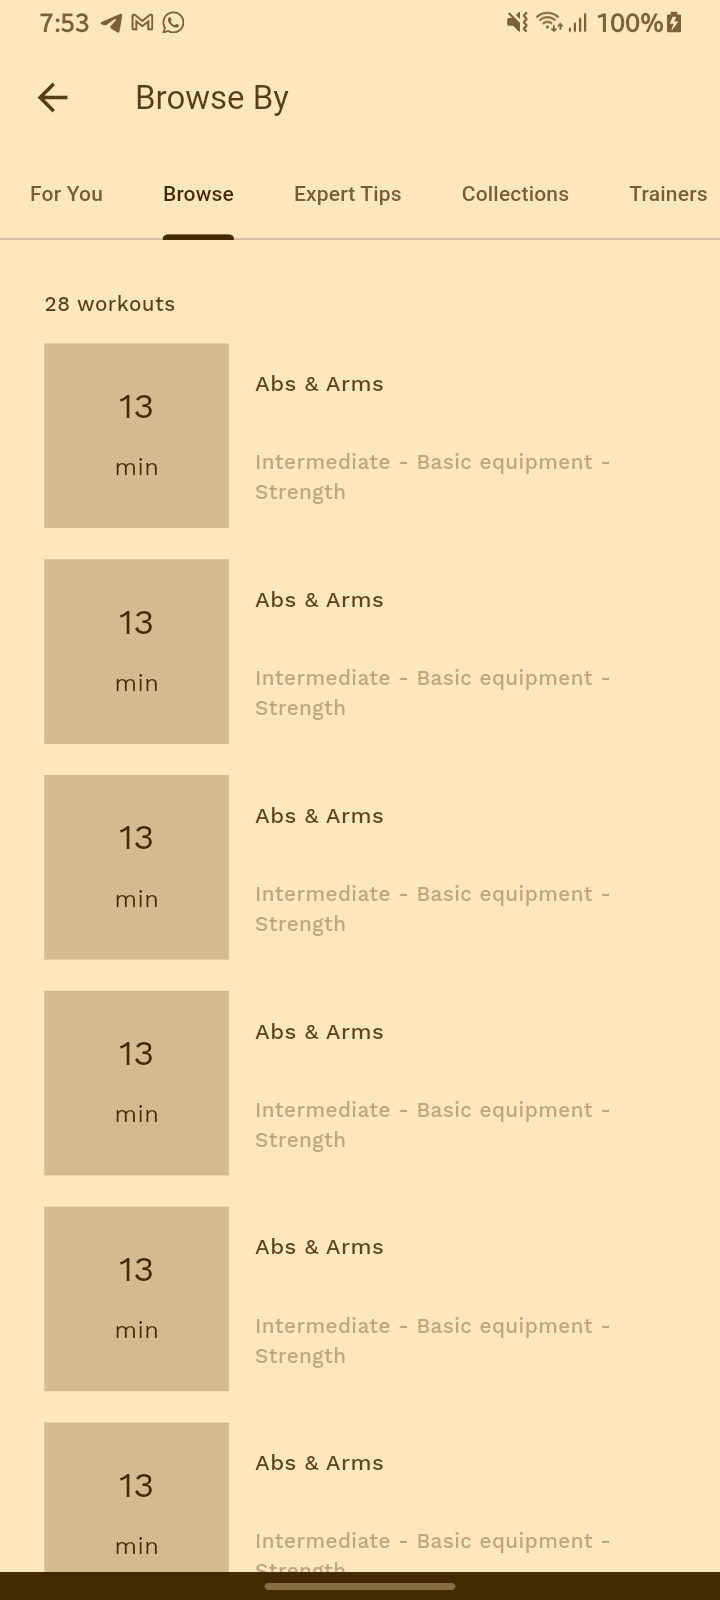 7:53 100%
Browse By
For You Browse Expert Tips Collections Trainers
28 workouts
13
min
Abs & Arms
Intermediate - Basic equipment -
Strength
13
min
Abs & Arms
Intermediate - Basic equipment -
Strength
13
min
Abs & Arms
Intermediate - Basic equipment -
Strength
13
min
Abs & Arms
Intermediate - Basic equipment -
Strength
13
min
Abs & Arms
Intermediate - Basic equipment -
Strength
13
min
Abs & Arms
Intermediate - Basic equipment -
Strength